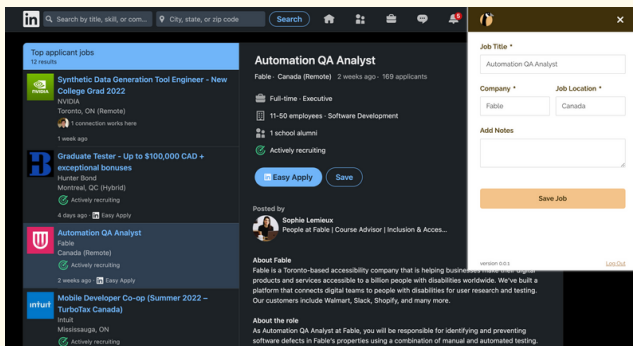 in
Search by title, skill, or com...
City, state, or zip code
Search
5
Top applicant jobs
12 results
NVIDIA
Synthetic Data Generation Tool Engineer - New
College Grad 2022
NVIDIA
Toronto, ON (Remote)
1 connection works here
1 week ago
Graduate Tester - Up to $100,000 CAD +
exceptional bonuses
Hunter Bond
Montreal, QC (Hybrid)
Actively recruiting
4 days ago · in Easy Apply
Automation QA Analyst
Fable
Canada (Remote)
Actively recruiting
2 weeks ago · in Easy Apply
intuit
Mobile Developer Co-op (Summer 2022 –
TurboTax Canada)
Intuit
Mississauga, ON
Actively recruiting
Automation QA Analyst
Fable · Canada (Remote) 2 weeks ago · 169 applicants
Full-time · Executive
11-50 employees · Software Development
1 school alumni
Actively recruiting
in Easy Apply
Save
Posted by
Sophie Lemieux
People at Fable | Course Advisor | Inclusion & Acces...
About Fable
Fable is a Toronto-based accessibility company that is helping businesses make their digital
products and services accessible to a billion people with disabilities worldwide. We've built a
platform that connects digital teams to people with disabilities for user research and testing.
Our customers include Walmart, Slack, Shopify, and many more.
About the role
As Automation QA Analyst at Fable, you will be responsible for identifying and preventing
software defects in Fable's properties using a combination of manual and automated testing.
Job Title *
Automation QA Analyst
Company *
Job Location *
Fable
Canada
Add Notes
Save Job
version 0.0.1
Log Out